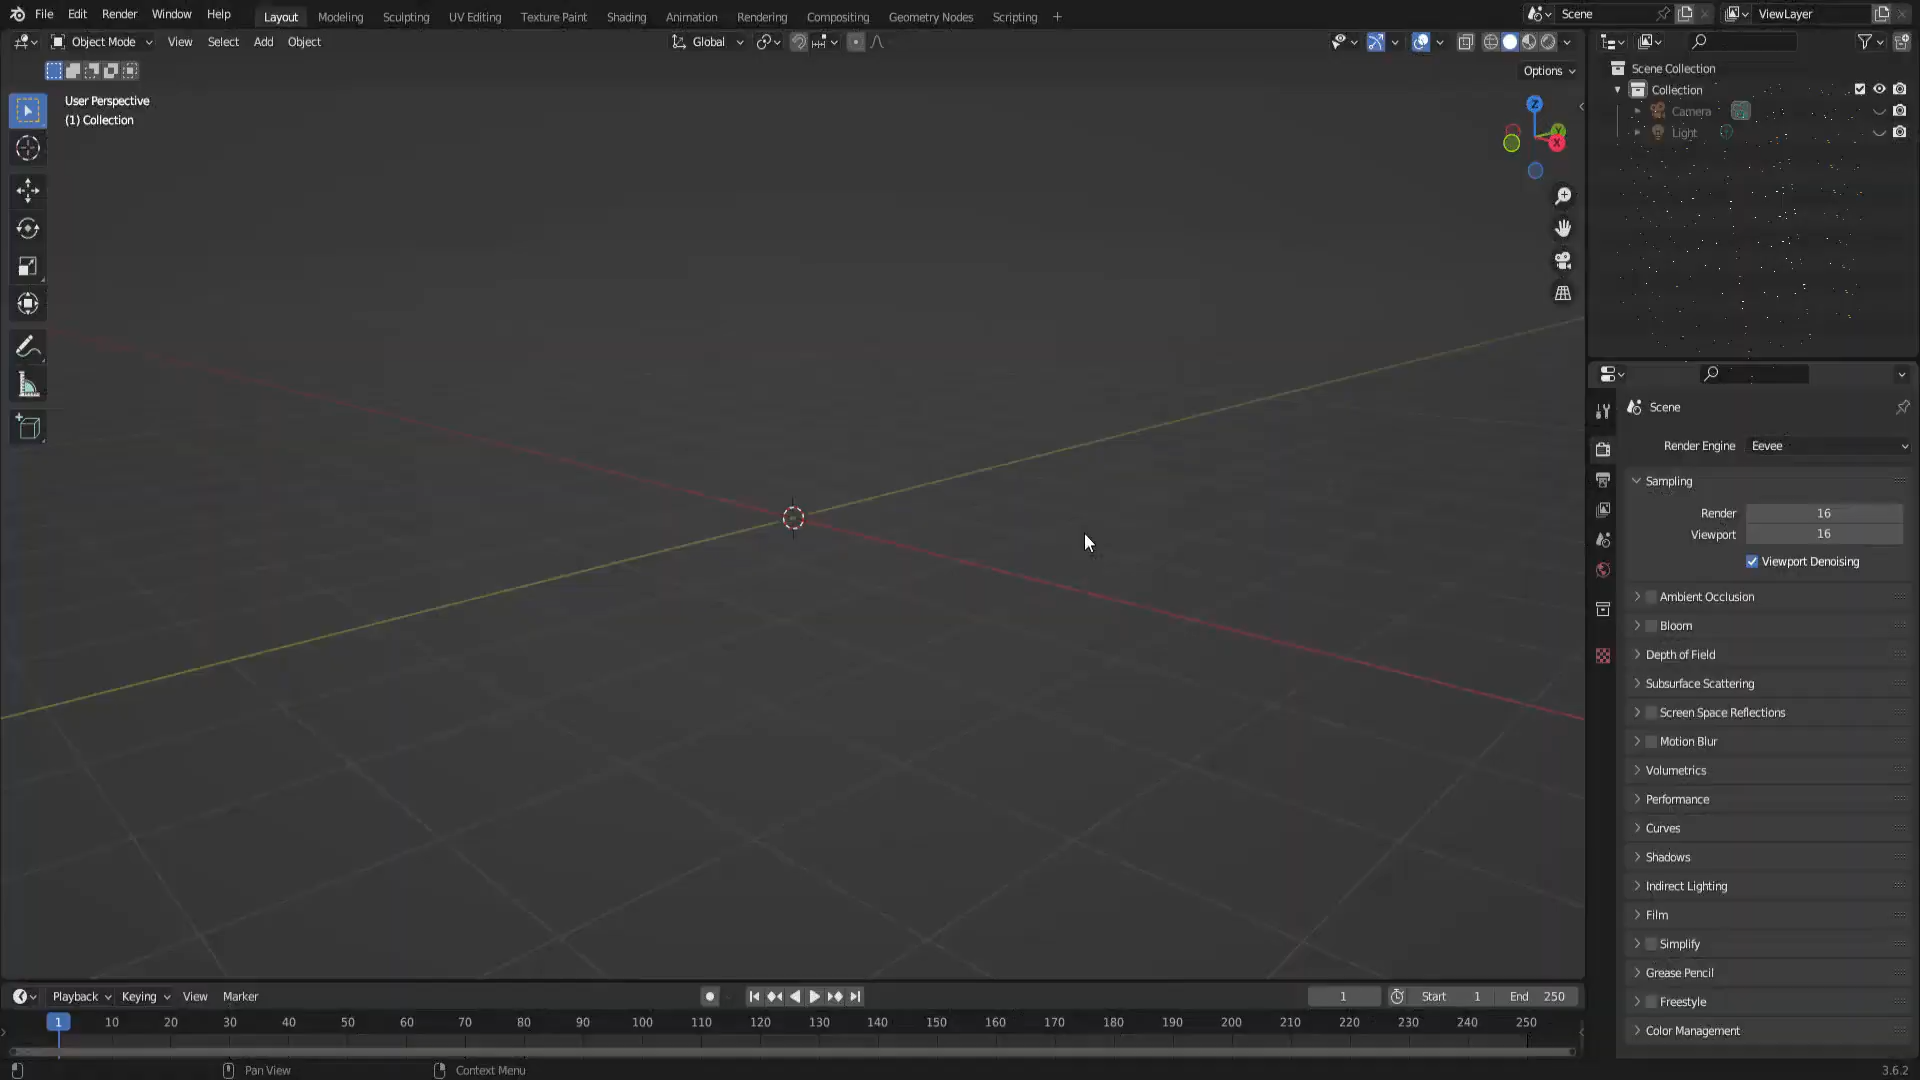 File Edit Render Window Help Layout Modeling Sculpting UV Editing Texture Paint Shading Animation Rendering Compositing Geometry Nodes Scripting + Scene ViewLayer
Object Mode View Select Add Object Global
Options
User Perspective
(1) Collection
Z
Y
X
Scene Collection
Collection
Camera
Light
Scene
Render Engine Eevee
Sampling
Render 16
Viewport 16
Viewport Denoising
Ambient Occlusion
Bloom
Depth of Field
Subsurface Scattering
Screen Space Reflections
Motion Blur
Volumetrics
Performance
Curves
Shadows
Indirect Lighting
Film
Simplify
Grease Pencil
Freestyle
Color Management
Playback Keying View Marker 1 Start 1 End 250
1 10 20 30 40 50 60 70 80 90 100 110 120 130 140 150 160 170 180 190 200 210 220 230 240 250
Pan View Context Menu 3.6.2